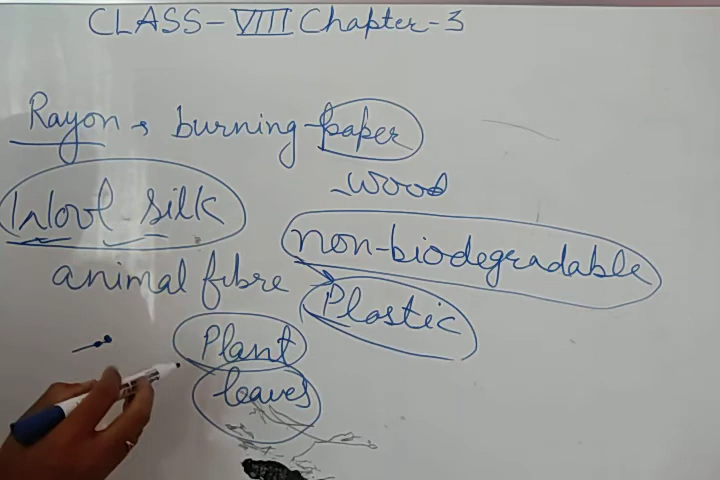 CLASS-VIII Chapter-3
Rayon → burning-paper
-wood
Wool-silk
non-biodegradable
animal fibre
Plastic
Plant
leaves